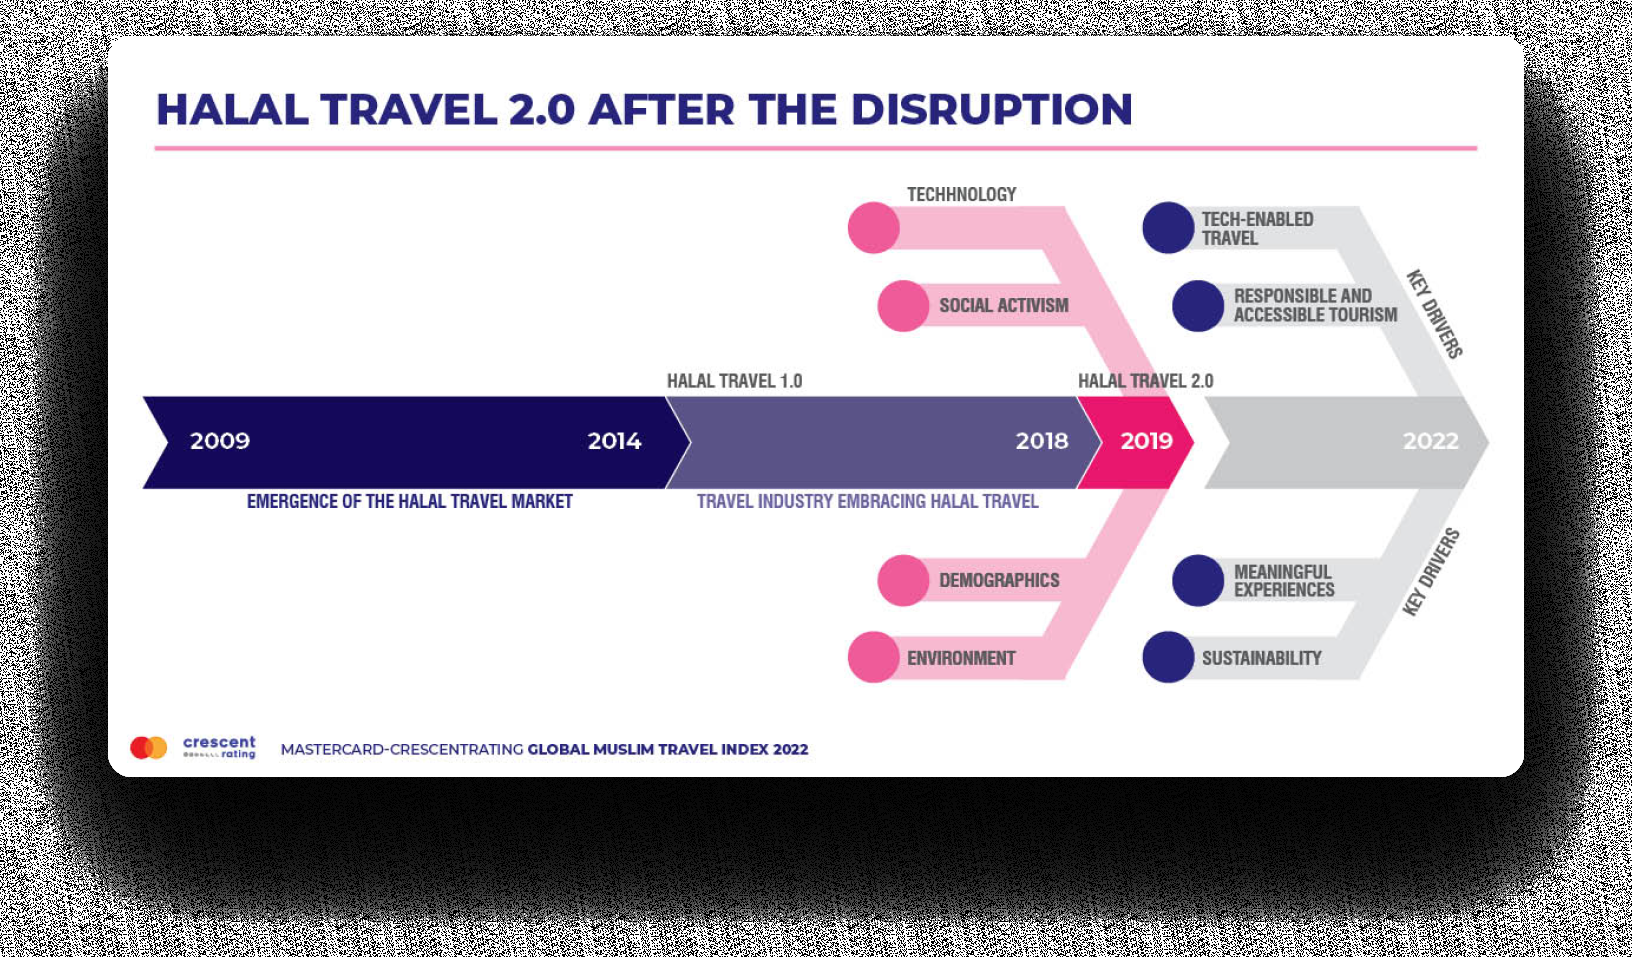 HALAL TRAVEL 2.0 AFTER THE DISRUPTION
TECHHNOLOGY
SOCIAL ACTIVISM
TECH-ENABLED
TRAVEL
RESPONSIBLE AND
ACCESSIBLE TOURISM
KEY DRIVERS
HALAL TRAVEL 1.0
HALAL TRAVEL 2.0
2009
2014
2018
2019
2022
EMERGENCE OF THE HALAL TRAVEL MARKET
TRAVEL INDUSTRY EMBRACING HALAL TRAVEL
DEMOGRAPHICS
ENVIRONMENT
MEANINGFUL
EXPERIENCES
SUSTAINABILITY
KEY DRIVERS
crescent
rating
MASTERCARD-CRESCENTRATING GLOBAL MUSLIM TRAVEL INDEX 2022